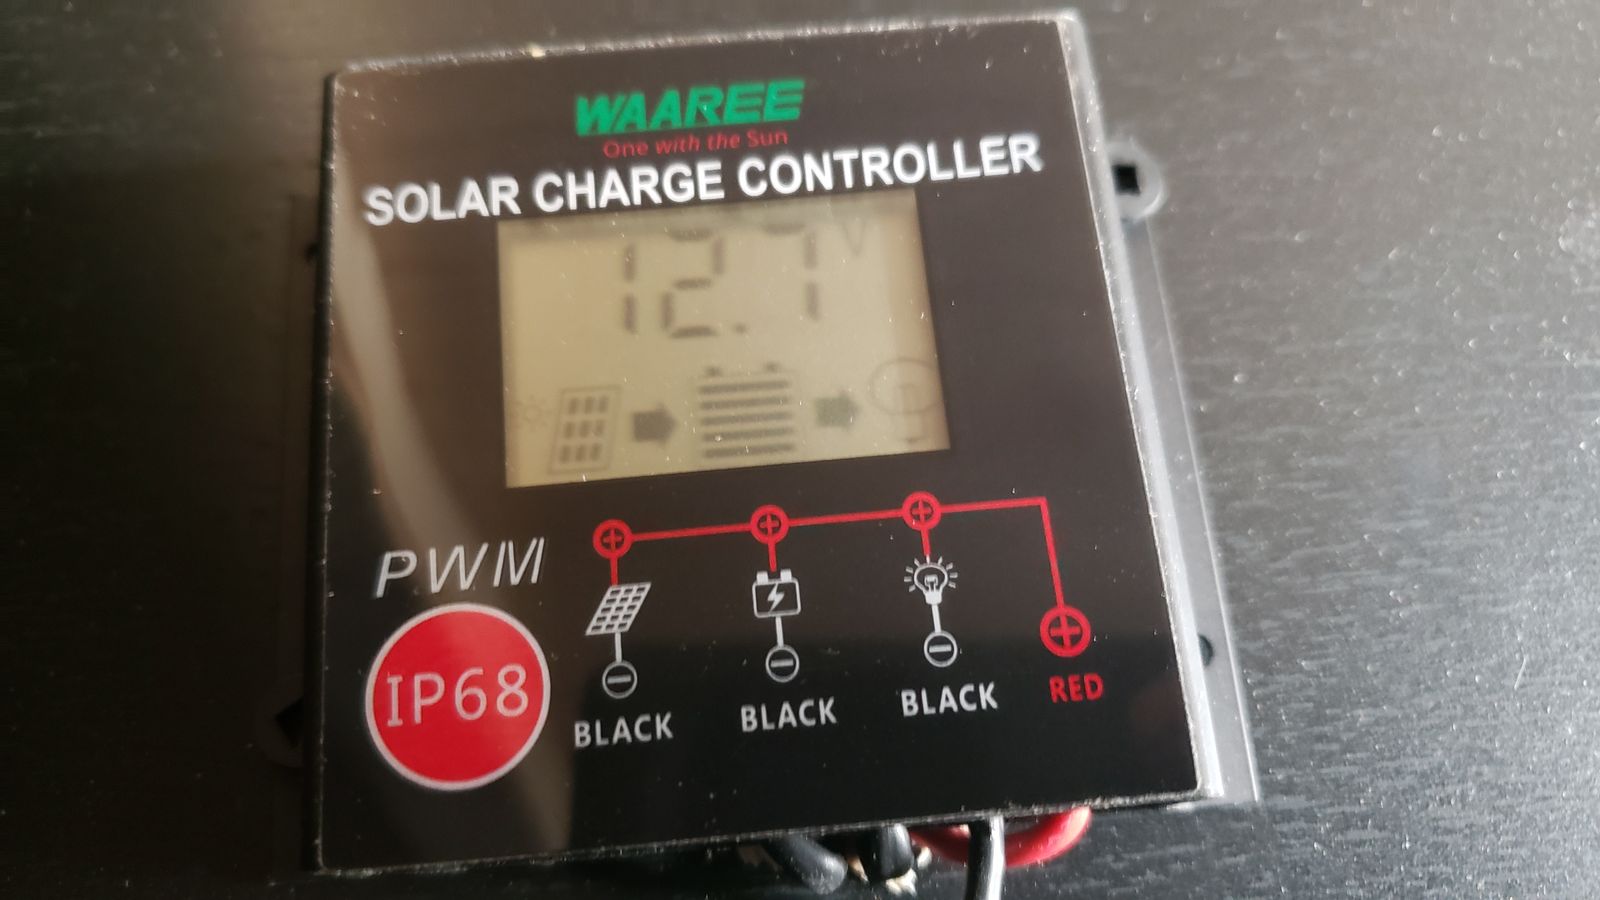 WAAREE
One with the Sun
SOLAR CHARGE CONTROLLER
12.7 V
PWM
IP68
BLACK
BLACK
BLACK
RED